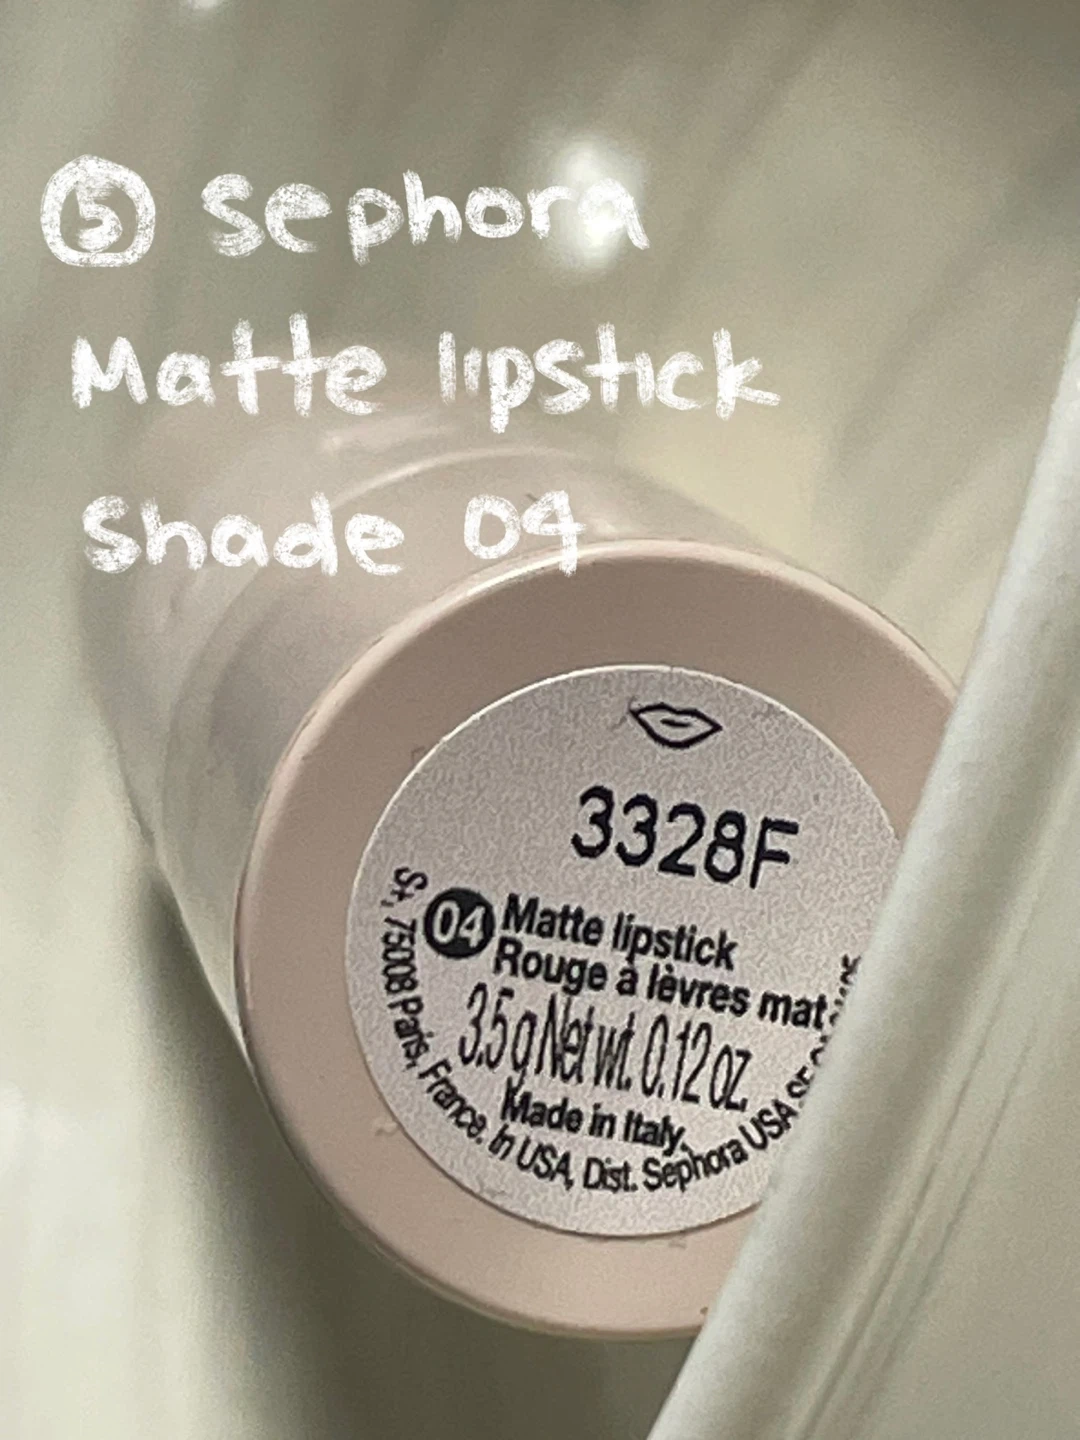 ⑤ Sephora
Matte lipstick
Shade 04
3328F
04 Matte lipstick
Rouge à lèvres mat
3.5 g Net wt. 0.12 oz.
Made in Italy.
St, 75008 Paris, France. In USA, Dist. Sephora USA